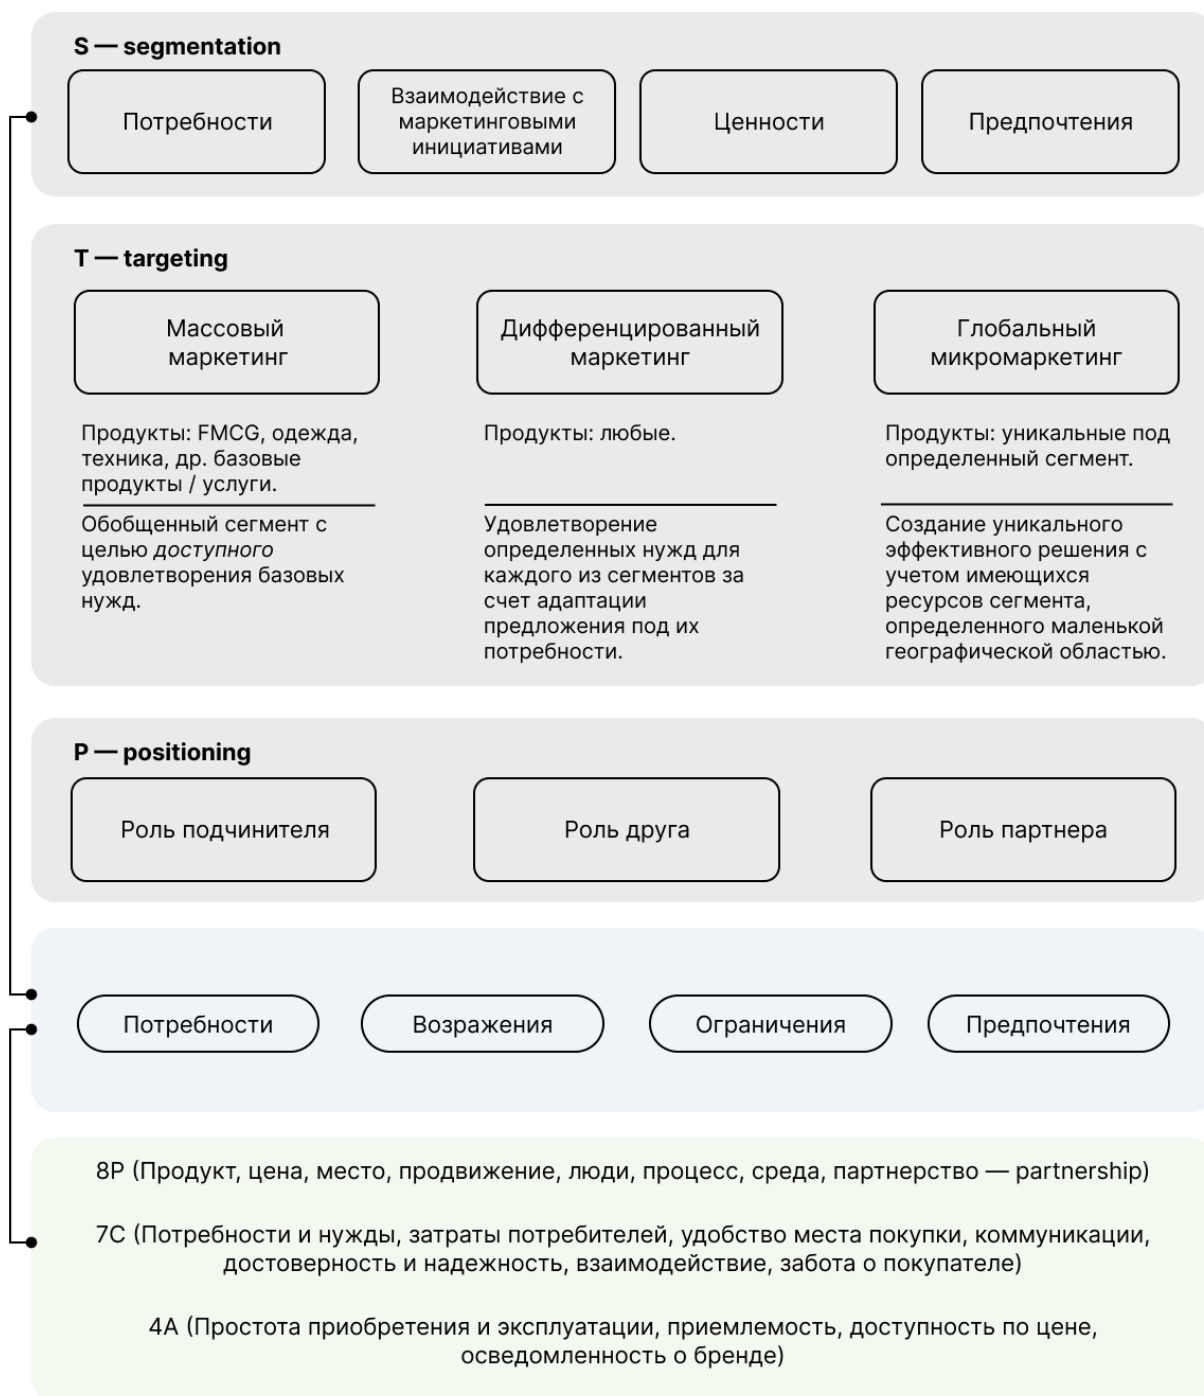 S — segmentation
Потребности
Взаимодействие с
маркетинговыми
инициативами
Ценности
Предпочтения
T — targeting
Массовый
маркетинг
Продукты: FMCG, одежда,
техника, др. базовые
продукты / услуги.
Обобщенный сегмент с
целью доступного
удовлетворения базовых
нужд.
Дифференцированный
маркетинг
Продукты: любые.
Удовлетворение
определенных нужд для
каждого из сегментов за
счет адаптации
предложения под их
потребности.
Глобальный
микромаркетинг
Продукты: уникальные под
определенный сегмент.
Создание уникального
эффективного решения с
учетом имеющихся
ресурсов сегмента,
определенного маленькой
географической областью.
P — positioning
Роль подчинителя
Роль друга
Роль партнера
Потребности
Возражения
Ограничения
Предпочтения
8P (Продукт, цена, место, продвижение, люди, процесс, среда, партнерство — partnership)
7C (Потребности и нужды, затраты потребителей, удобство места покупки, коммуникации,
достоверность и надежность, взаимодействие, забота о покупателе)
4A (Простота приобретения и эксплуатации, приемлемость, доступность по цене,
осведомленность о бренде)